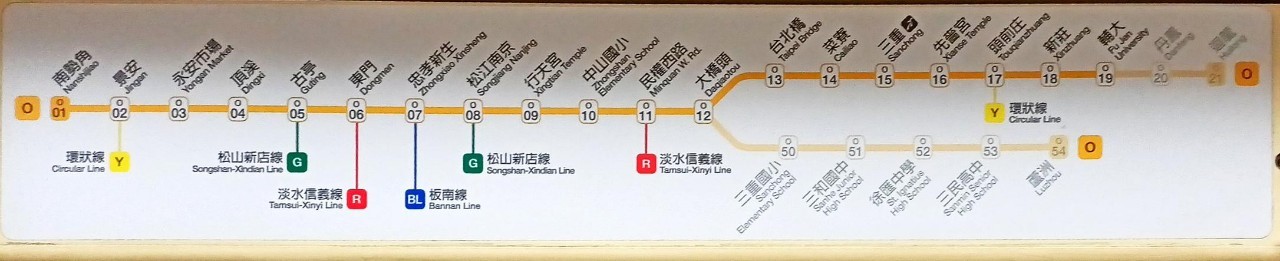 O
南勢角
Nanshijiao
O
01
景安
Jingan
O
02
永安市場
Yongan Market
O
03
頂溪
Dingxi
O
04
古亭
Guting
O
05
東門
Dongmen
O
06
忠孝新生
Zhongxiao Xinsheng
O
07
松江南京
Songjiang Nanjing
O
08
行天宮
Xingtian Temple
O
09
中山國小
Zhongshan
Elementary School
O
10
民權西路
Minquan W. Rd.
O
11
大橋頭
Daqiaotou
O
12
台北橋
Taipei Bridge
O
13
菜寮
Cailiao
O
14
三重
Sanchong
O
15
先嗇宮
Xianse Temple
O
16
頭前庄
Touqianzhuang
O
17
新莊
Xinzhuang
O
18
輔大
Fu Jen
University
O
19
丹鳳
Danfeng
O
20
迴龍
Huilong
O
21
O
環狀線
Circular Line
Y
松山新店線
Songshan-Xindian Line
G
淡水信義線
Tamsui-Xinyi Line
R
BL
板南線
Bannan Line
G
松山新店線
Songshan-Xindian Line
R
淡水信義線
Tamsui-Xinyi Line
Y
環狀線
Circular Line
O
50
三重國小
Sanchong
Elementary School
O
51
三和國中
Sanhe Junior
High School
O
52
徐匯中學
St. Ignatius
High School
O
53
三民高中
Sanmin Senior
High School
O
54
蘆洲
Luzhou
O